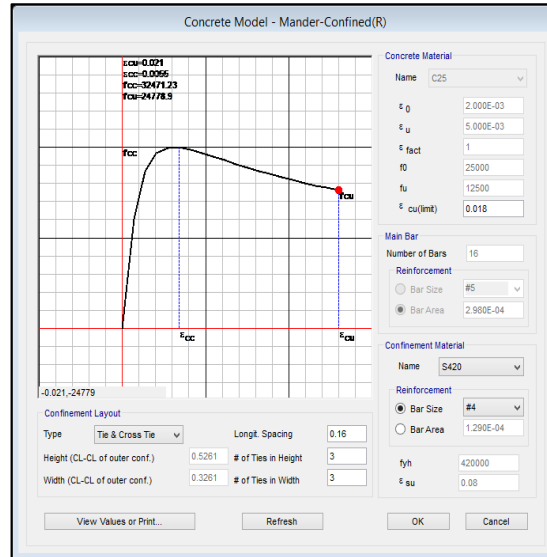 Concrete Model - Mander-Confined(R)
εcu=0.021
εcc=0.0055
fcc=32471.23
fcu=24778.9
fcc
fcu
εcc
εcu
-0.021,-24779
Confinement Layout
Type Tie & Cross Tie Longit. Spacing 0.16
Height (CL-CL of outer conf.) 0.5261 # of Ties in Height 3
Width (CL-CL of outer conf.) 0.3261 # of Ties in Width 3
Concrete Material
Name C25
ε 0 2.000E-03
ε u 5.000E-03
ε fact 1
f0 25000
fu 12500
ε cu(limit) 0.018
Main Bar
Number of Bars 16
Reinforcement
Bar Size #5
Bar Area 2.980E-04
Confinement Material
Name S420
Reinforcement
Bar Size #4
Bar Area 1.290E-04
fyh 420000
ε su 0.08
View Values or Print... Refresh OK Cancel